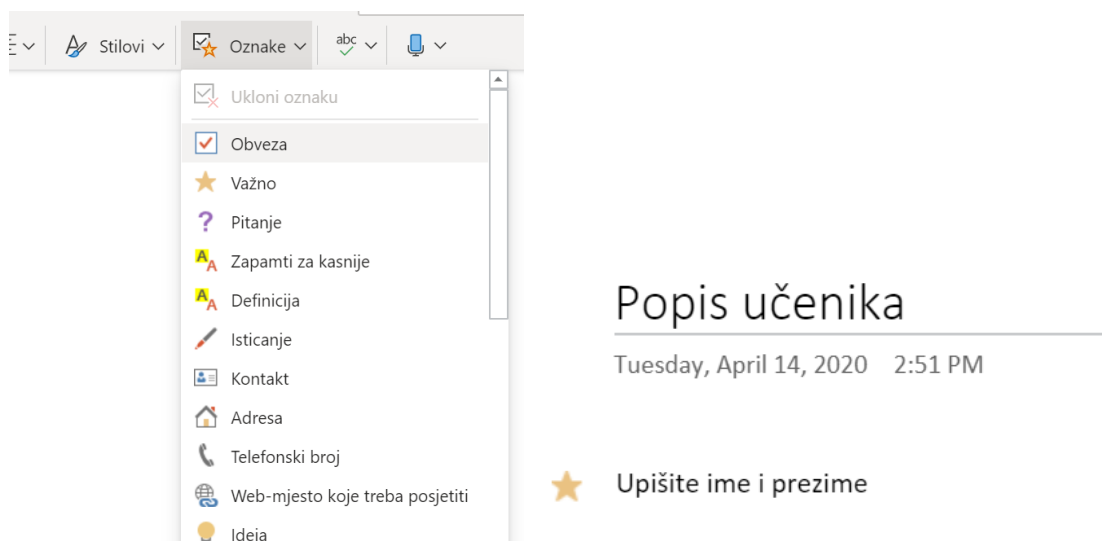 Stilovi
Oznake
abc
Ukloni oznaku
Obveza
Važno
Pitanje
Zapamti za kasnije
Definicija
Isticanje
Kontakt
Adresa
Telefonski broj
Web-mjesto koje treba posjetiti
Ideja
Popis učenika
Tuesday, April 14, 2020 2:51 PM
Upišite ime i prezime